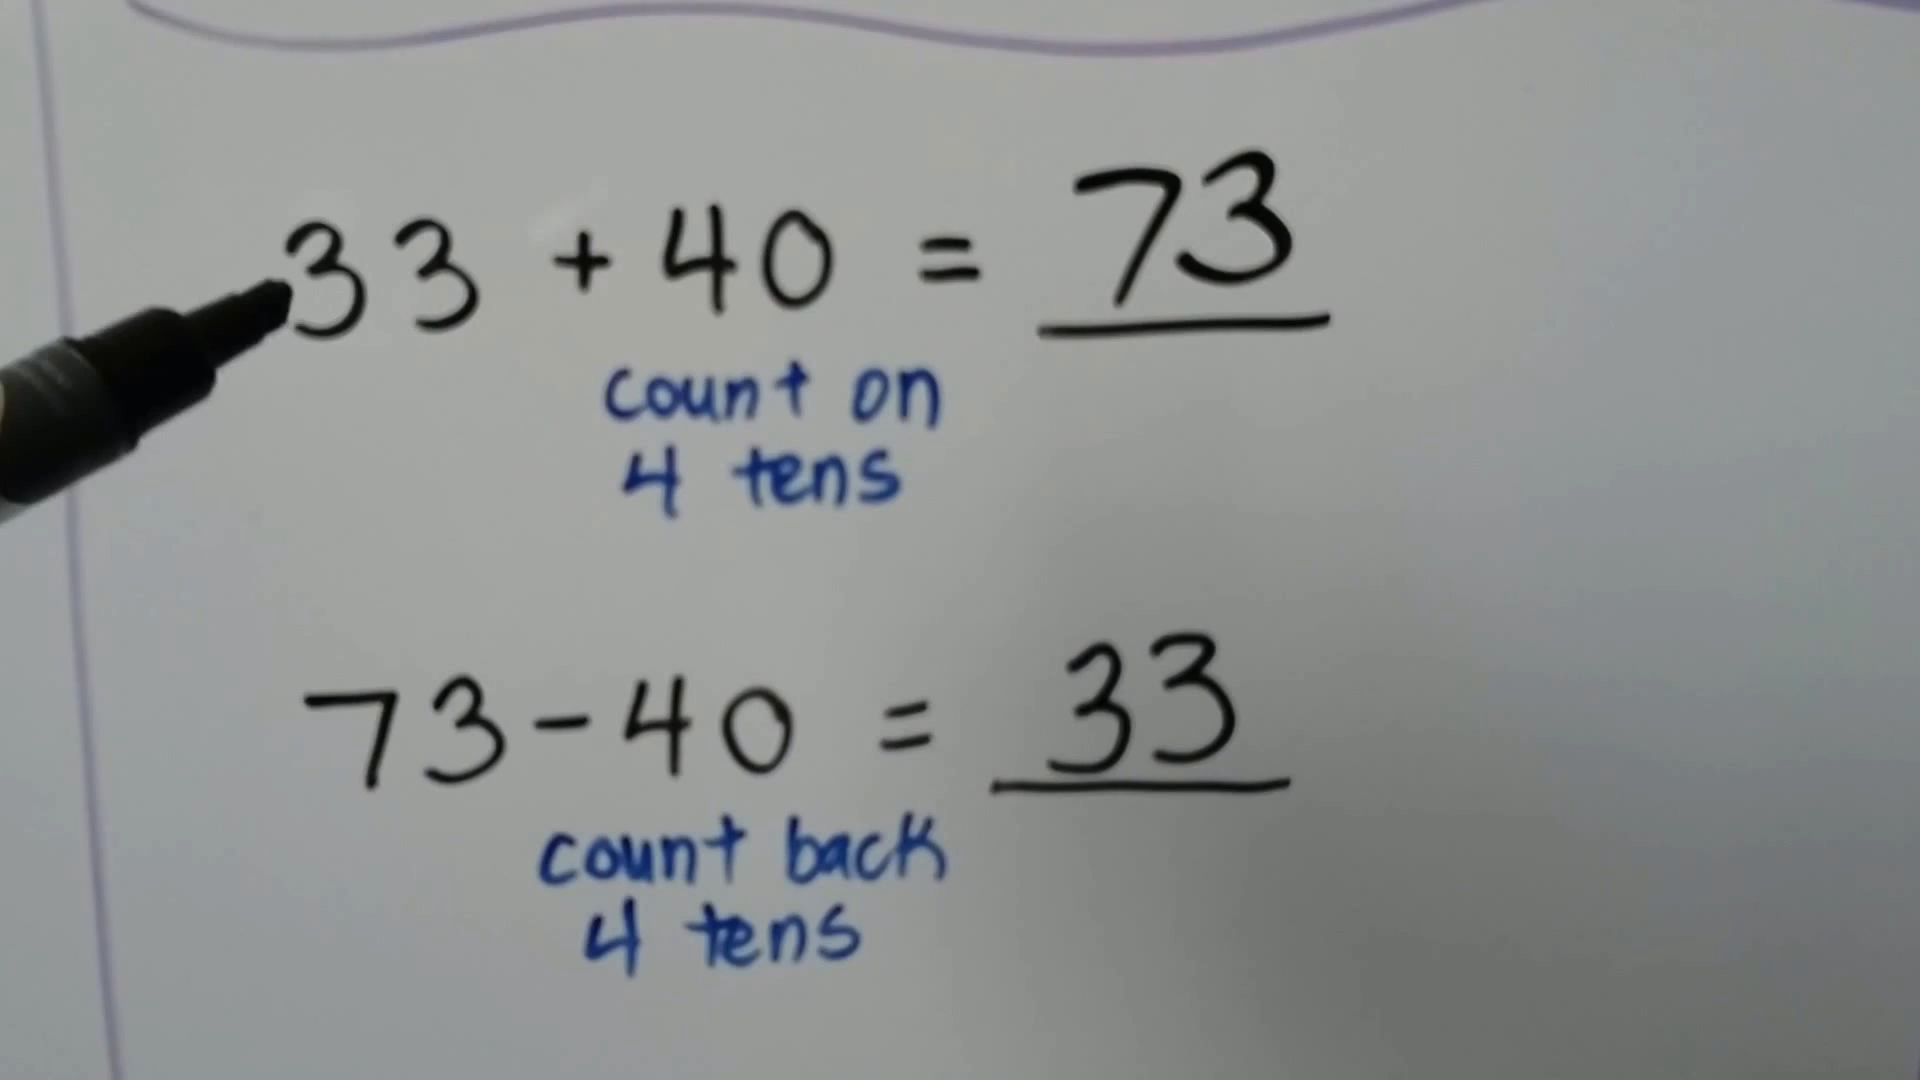 33 + 40 = 73
count on
4 tens
73 - 40 = 33
count back
4 tens